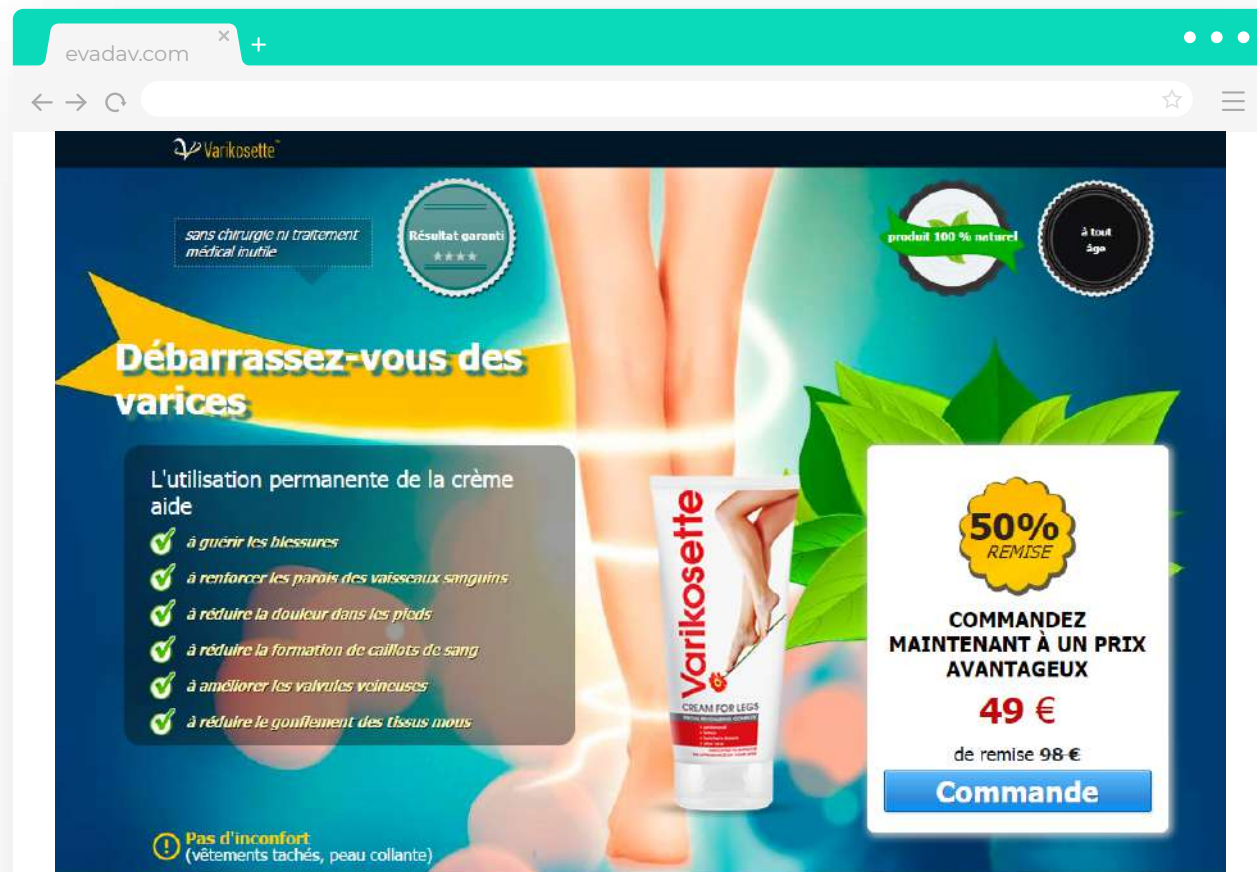 evadav.com
Varikosette™
sans chirurgie ni traitement
médical inutile
Résultat garanti
produit 100 % naturel
à tout
âge
Débarrassez-vous des
varices
L'utilisation permanente de la crème
aide
à guérir les blessures
à renforcer les parois des vaisseaux sanguins
à réduire la douleur dans les pieds
à réduire la formation de caillots de sang
à améliorer les valvules veineuses
à réduire le gonflement des tissus mous
Pas d'inconfort
(vêtements tachés, peau collante)
Varikosette
CREAM FOR LEGS
50%
REMISE
COMMANDEZ
MAINTENANT À UN PRIX
AVANTAGEUX
49 €
de remise 98 €
Commande